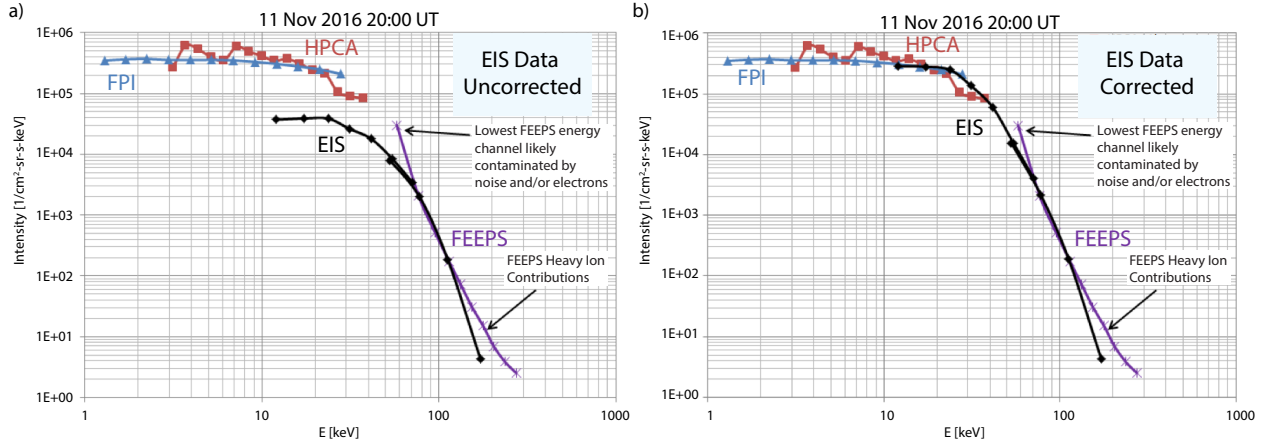 a)
11 Nov 2016 20:00 UT
1E+06
1E+05
1E+04
1E+03
1E+02
1E+01
1E+00
Intensity [1/cm²-sr-s-keV]
HPCA
FPI
EIS Data
Uncorrected
EIS
Lowest FEEPS energy
channel likely
contaminated by
noise and/or electrons
FEEPS
FEEPS Heavy Ion
Contributions
1
10
100
1000
E [keV]
b)
11 Nov 2016 20:00 UT
1E+06
1E+05
1E+04
1E+03
1E+02
1E+01
1E+00
Intensity [1/cm²-sr-s-keV]
HPCA
FPI
EIS Data
Corrected
EIS
Lowest FEEPS energy
channel likely
contaminated by
noise and/or electrons
FEEPS
FEEPS Heavy Ion
Contributions
1
10
100
1000
E [keV]